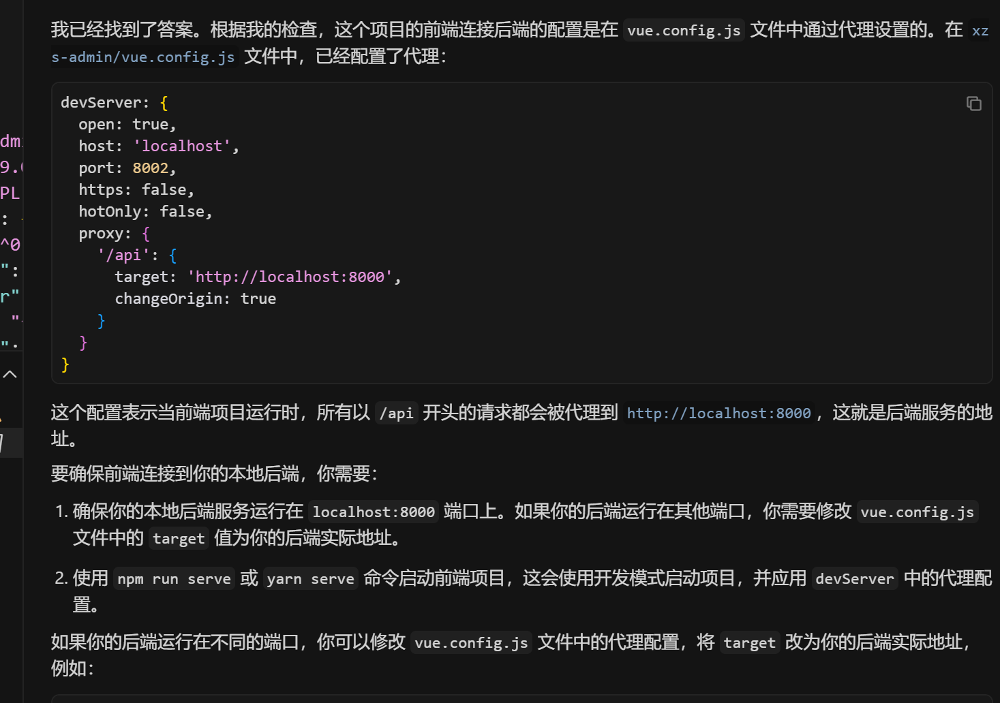 我已经找到了答案。根据我的检查，这个项目的前端连接后端的配置是在 vue.config.js 文件中通过代理设置的。在 xz
s-admin/vue.config.js 文件中，已经配置了代理：
devServer: {
  open: true,
  host: 'localhost',
  port: 8002,
  https: false,
  hotOnly: false,
  proxy: {
    '/api': {
      target: 'http://localhost:8000',
      changeOrigin: true
    }
  }
}
这个配置表示当前端项目运行时，所有以 /api 开头的请求都会被代理到 http://localhost:8000，这就是后端服务的地
址。
要确保前端连接到你的本地后端，你需要：
1. 确保你的本地后端服务运行在 localhost:8000 端口上。如果你的后端运行在其他端口，你需要修改 vue.config.js
文件中的 target 值为你的后端实际地址。
2. 使用 npm run serve 或 yarn serve 命令启动前端项目，这会使用开发模式启动项目，并应用 devServer 中的代理配
置。
如果你的后端运行在不同的端口，你可以修改 vue.config.js 文件中的代理配置，将 target 改为你的后端实际地址，
例如：